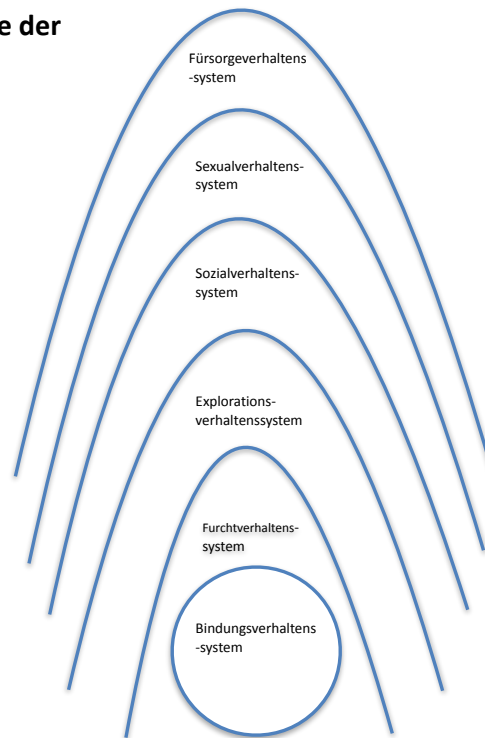 e der
Fürsorgeverhaltens
-system
Sexualverhaltens-
system
Sozialverhaltens-
system
Explorations-
verhaltenssystem
Furchtverhaltens-
system
Bindungsverhaltens
-system